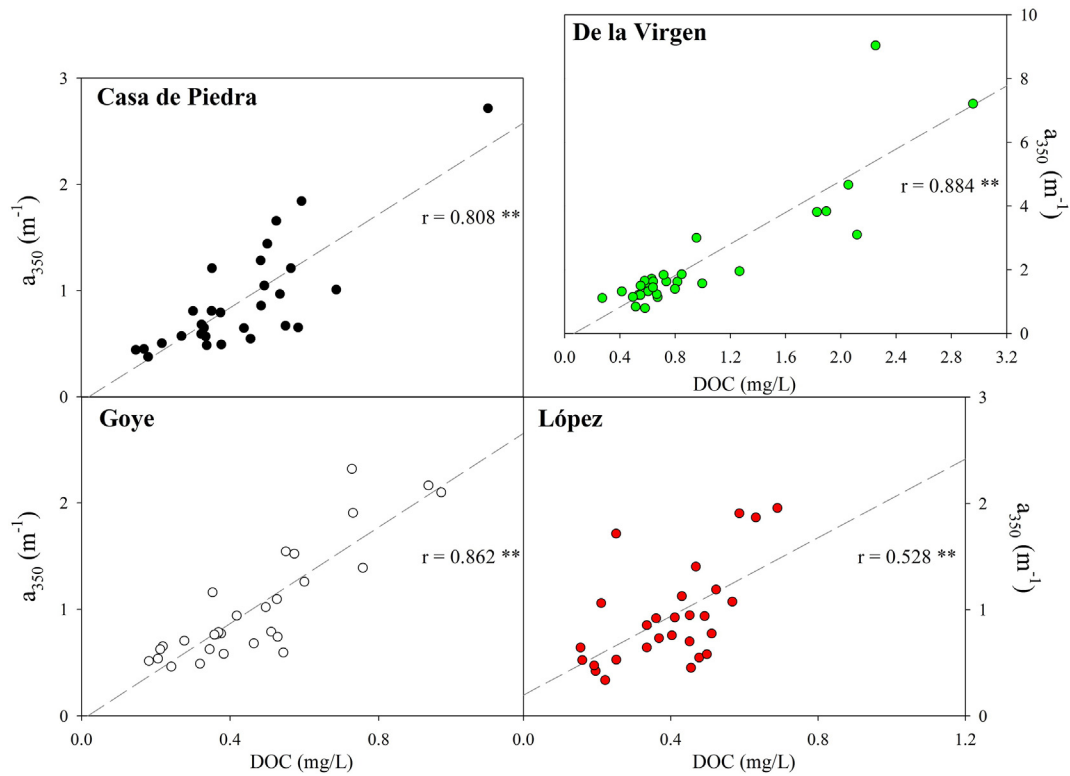 Casa de Piedra
3
2
1
0
a350 (m-1)
r = 0.808 **
De la Virgen
10
8
6
4
2
0
a350 (m-1)
r = 0.884 **
0.0 0.4 0.8 1.2 1.6 2.0 2.4 2.8 3.2
DOC (mg/L)
Goye
2
1
0
a350 (m-1)
r = 0.862 **
0.0 0.4 0.8
DOC (mg/L)
López
3
2
1
0
a350 (m-1)
r = 0.528 **
0.0 0.4 0.8 1.2
DOC (mg/L)